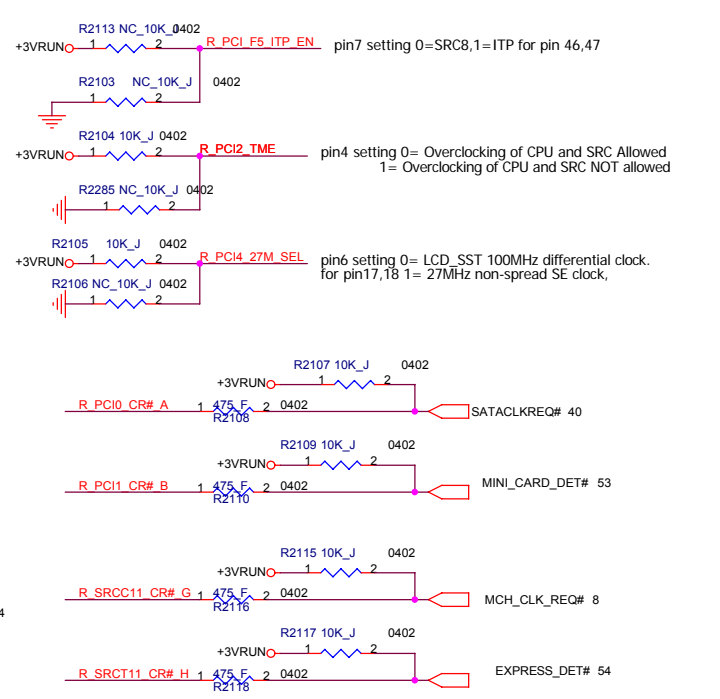 R2113 NC_10K_J 0402
+3VRUN 1 2 R_PCI_F5_ITP_EN pin7 setting 0=SRC8,1=ITP for pin 46,47
R2103 NC_10K_J 0402
1 2
R2104 10K_J 0402
+3VRUN 1 2 R_PCI2_TME pin4 setting 0= Overclocking of CPU and SRC Allowed
1= Overclocking of CPU and SRC NOT allowed
R2285 NC_10K_J 0402
1 2
R2105 10K_J 0402
+3VRUN 1 2 R_PCI4_27M_SEL pin6 setting 0= LCD_SST 100MHz differential clock.
for pin17,18 1= 27MHz non-spread SE clock,
R2106 NC_10K_J 0402
1 2
R2107 10K_J 0402
+3VRUN 1 2
R_PCI0_CR#_A 1 475_F 2 0402 SATACLKREQ# 40
R2108
R2109 10K_J 0402
+3VRUN 1 2
R_PCI1_CR#_B 1 475_F 2 0402 MINI_CARD_DET# 53
R2110
R2115 10K_J 0402
+3VRUN 1 2
R_SRCC11_CR#_G 1 475_F 2 0402 MCH_CLK_REQ# 8
R2116
4
R2117 10K_J 0402
+3VRUN 1 2
R_SRCT11_CR#_H 1 475_F 2 0402 EXPRESS_DET# 54
R2118